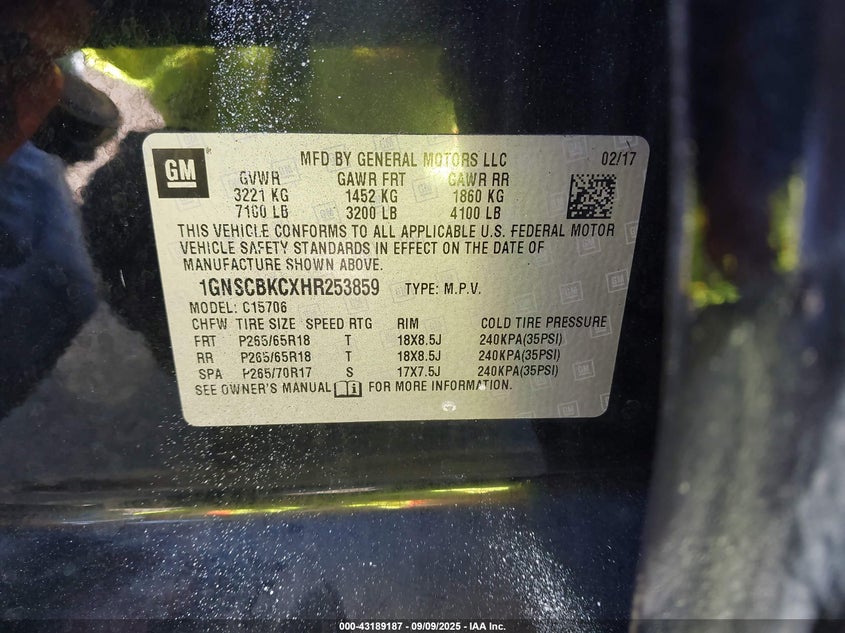 GM
MFD BY GENERAL MOTORS LLC 02/17
GVWR GAWR FRT GAWR RR
3221 KG 1452 KG 1860 KG
7100 LB 3200 LB 4100 LB
THIS VEHICLE CONFORMS TO ALL APPLICABLE U.S. FEDERAL MOTOR
VEHICLE SAFETY STANDARDS IN EFFECT ON THE DATE OF
MANUFACTURE SHOWN ABOVE.
1GNSCBKCXHR253859 TYPE: M.P.V.
MODEL: C15706
CHFW TIRE SIZE SPEED RTG RIM COLD TIRE PRESSURE
FRT P265/65R18 T 18X8.5J 240KPA(35PSI)
RR P265/65R18 T 18X8.5J 240KPA(35PSI)
SPA P265/70R17 S 17X7.5J 240KPA(35PSI)
SEE OWNER'S MANUAL FOR MORE INFORMATION.
000-43189187 - 09/09/2025 - IAA Inc.